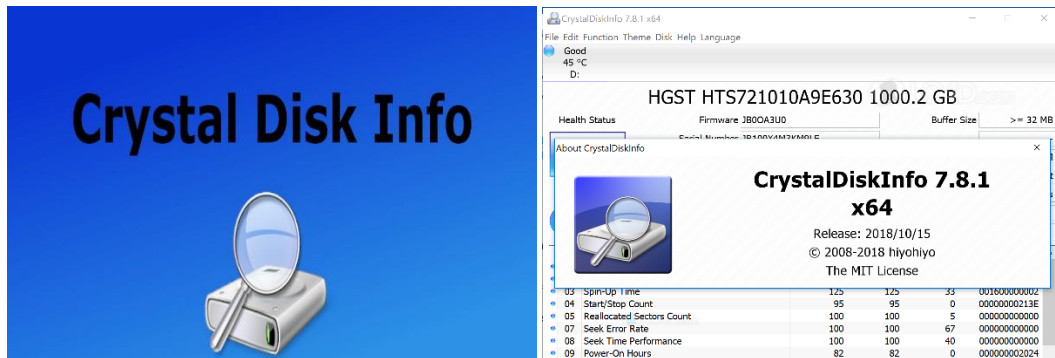 Crystal Disk Info
CrystalDiskInfo 7.8.1 x64
File Edit Function Theme Disk Help Language
Good
45 °C
D:
HGST HTS721010A9E630 1000.2 GB
Health Status Firmware JB0OA3U0 Buffer Size >= 32 MB
About CrystalDiskInfo
CrystalDiskInfo 7.8.1
x64
Release: 2018/10/15
© 2008-2018 hiyohiyo
The MIT License
03 Spin-Up Time 125 125 33 001600000002
04 Start/Stop Count 95 95 0 00000000213E
05 Reallocated Sectors Count 100 100 5 000000000000
07 Seek Error Rate 100 100 67 000000000000
08 Seek Time Performance 100 100 40 000000000000
09 Power-On Hours 82 82 0 000000002024